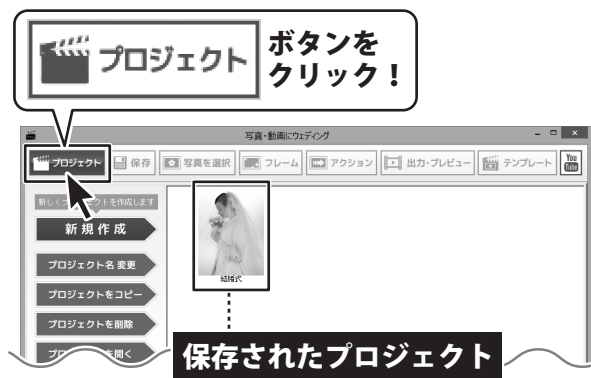 プロジェクト
ボタンを
クリック！
写真・動画にウェディング
プロジェクト
保存
写真を選択
フレーム
アクション
出力・プレビュー
テンプレート
You
Tube
新しくプロジェクトを作成します
新規作成
プロジェクト名変更
プロジェクトをコピー
プロジェクトを削除
結婚式
保存されたプロジェクト